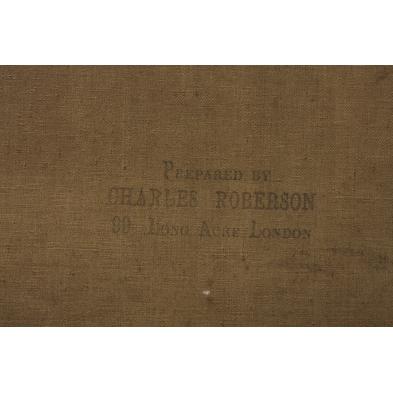 PREPARED BY
CHARLES ROBERSON
99 LONG ACRE LONDON